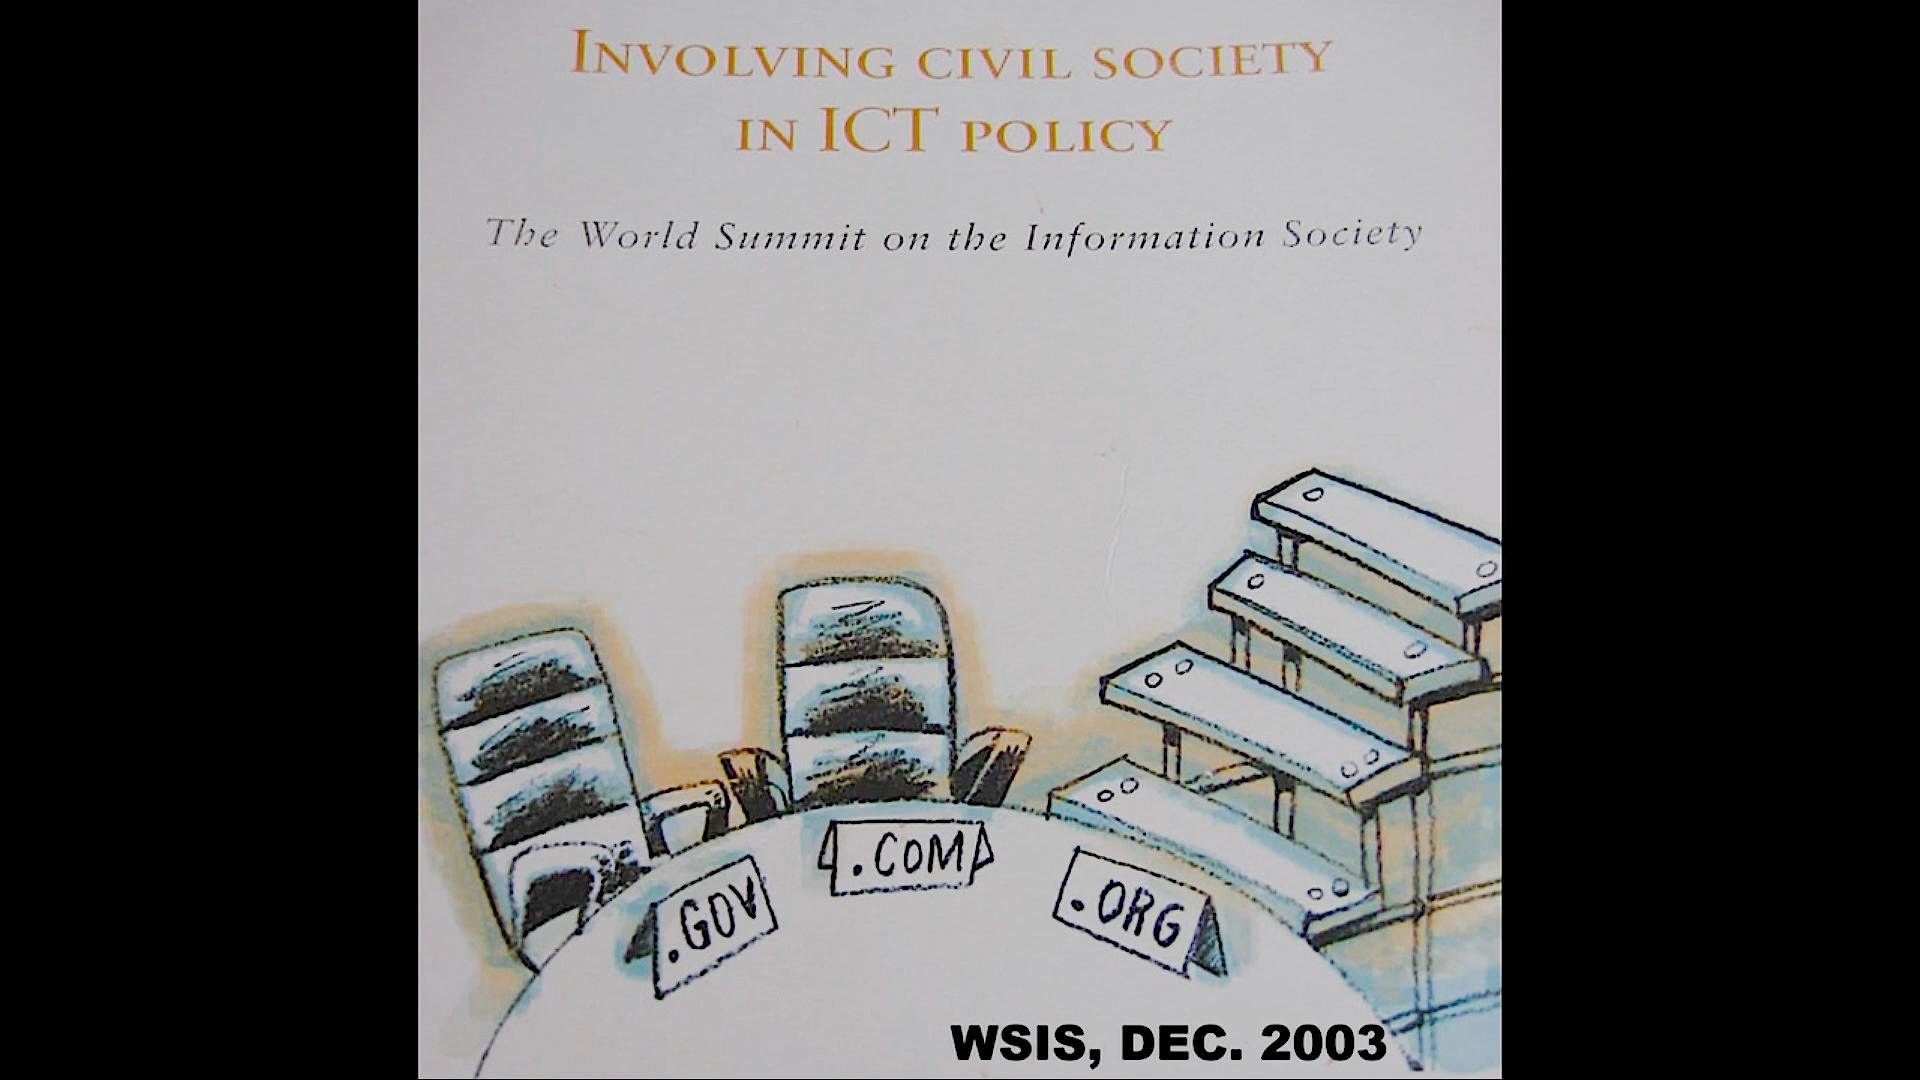 INVOLVING CIVIL SOCIETY
IN ICT POLICY
The World Summit on the Information Society
.GOV
.COM
.ORG
WSIS, DEC. 2003